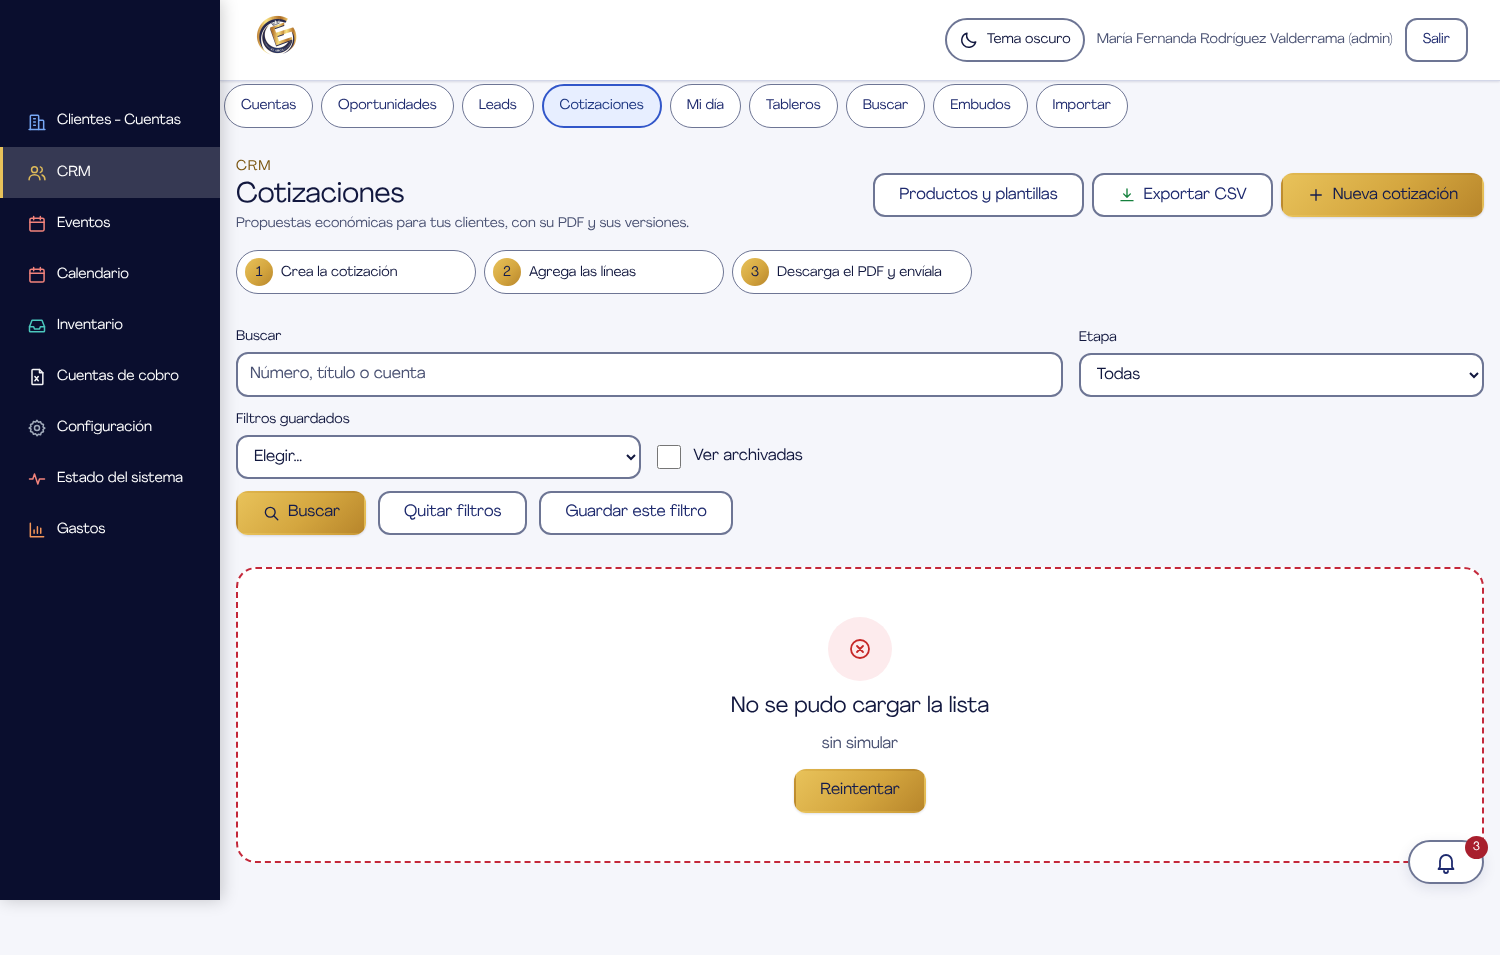 Tema oscuro
María Fernanda Rodríguez Valderrama (admin)
Salir
Clientes - Cuentas
CRM
Eventos
Calendario
Inventario
Cuentas de cobro
Configuración
Estado del sistema
Gastos
Cuentas
Oportunidades
Leads
Cotizaciones
Mi día
Tableros
Buscar
Embudos
Importar
CRM
Cotizaciones
Propuestas económicas para tus clientes, con su PDF y sus versiones.
Productos y plantillas
Exportar CSV
Nueva cotización
1 Crea la cotización
2 Agrega las líneas
3 Descarga el PDF y envíala
Buscar
Número, título o cuenta
Etapa
Todas
Filtros guardados
Elegir...
Ver archivadas
Buscar
Quitar filtros
Guardar este filtro
No se pudo cargar la lista
sin simular
Reintentar
3